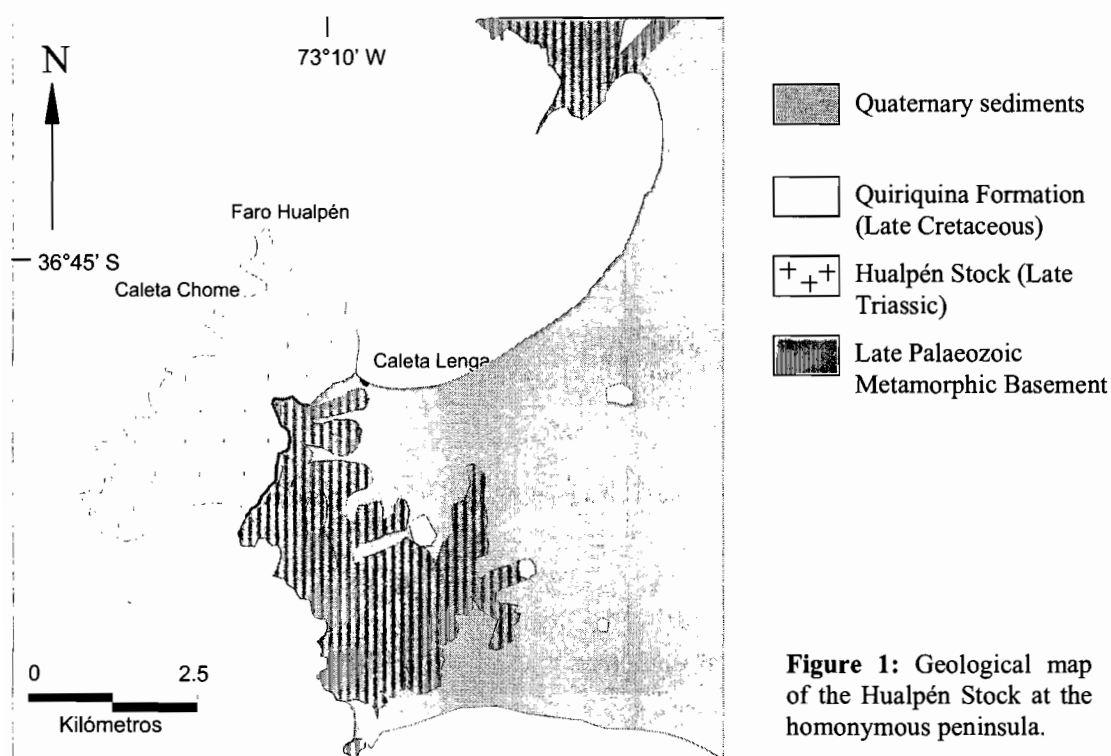 73°10' W
N
Quaternary sediments
Quiriquina Formation
(Late Cretaceous)
Faro Hualpén
36°45' S
Hualpén Stock (Late
Triassic)
Caleta Chome
Late Palaeozoic
Metamorphic Basement
Caleta Lenga
0 2.5
Kilómetros
Figure 1: Geological map
of the Hualpén Stock at the
homonymous peninsula.